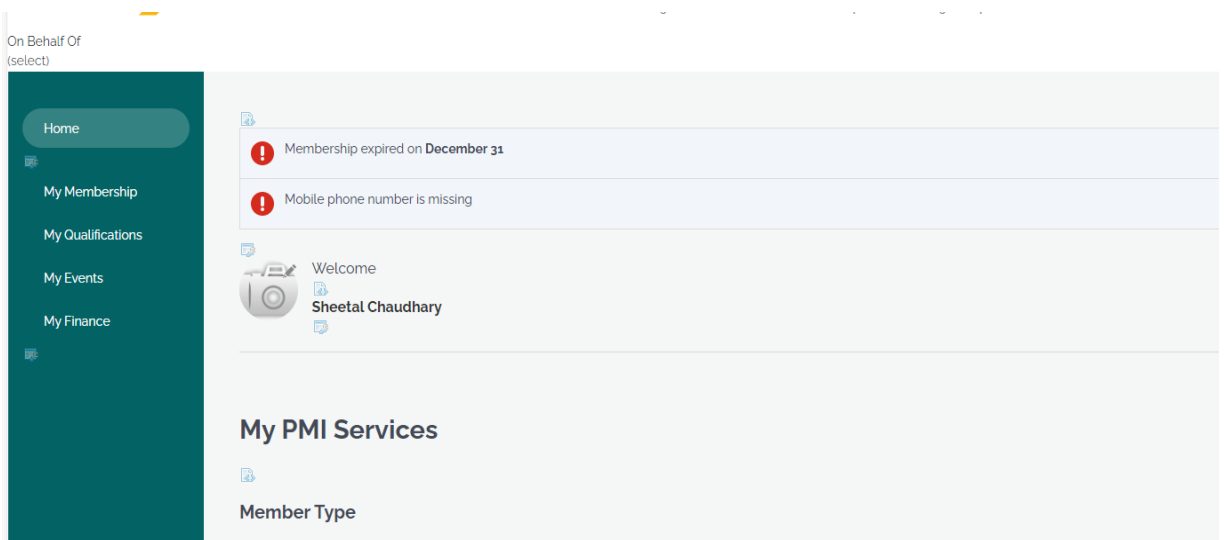 On Behalf Of
(select)
Home
My Membership
My Qualifications
My Events
My Finance
Membership expired on December 31
Mobile phone number is missing
Welcome
Sheetal Chaudhary
My PMI Services
Member Type